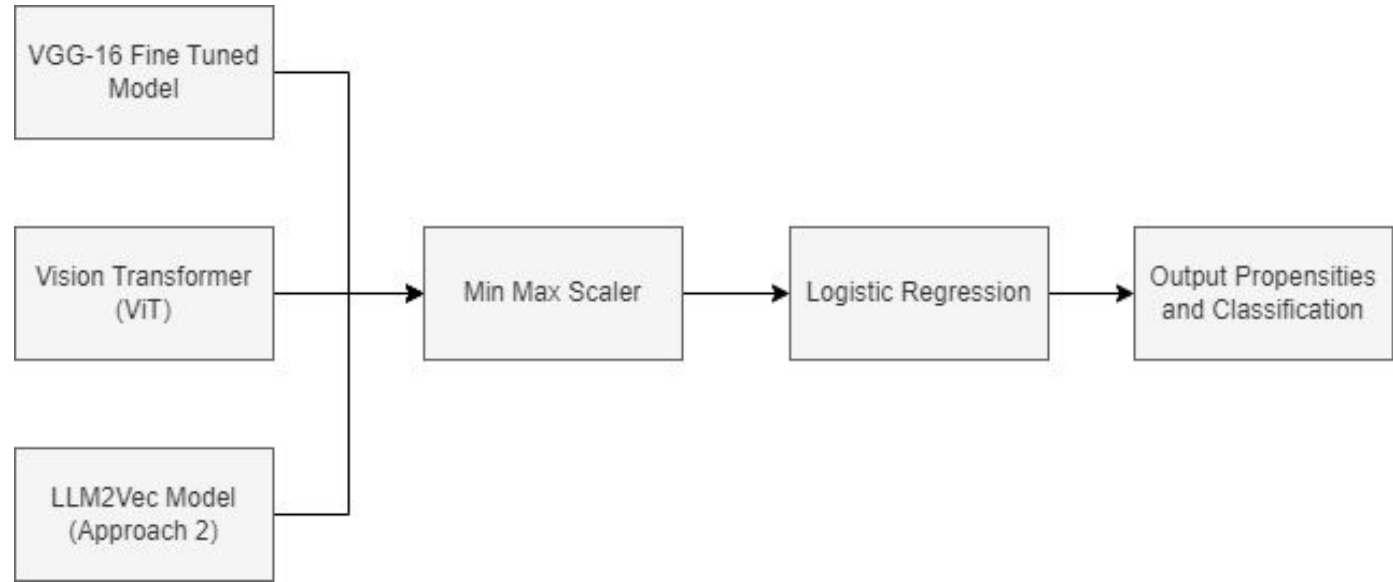 VGG-16 Fine Tuned
Model
Vision Transformer
(ViT)
Min Max Scaler
Logistic Regression
Output Propensities
and Classification
LLM2Vec Model
(Approach 2)